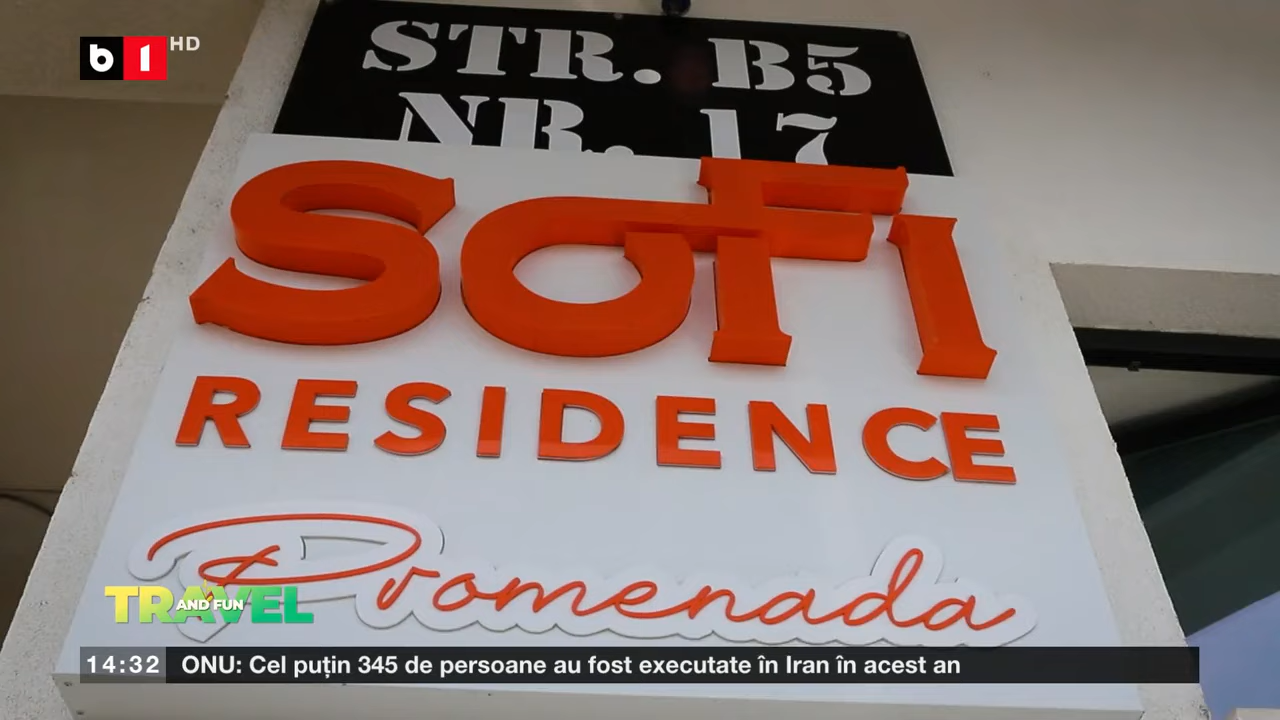 b1 HD
STR. B5
NR. 17
SOFI
RESIDENCE
Promenada
TRAVEL
AND FUN
14:32 ONU: Cel puțin 345 de persoane au fost executate în Iran în acest an